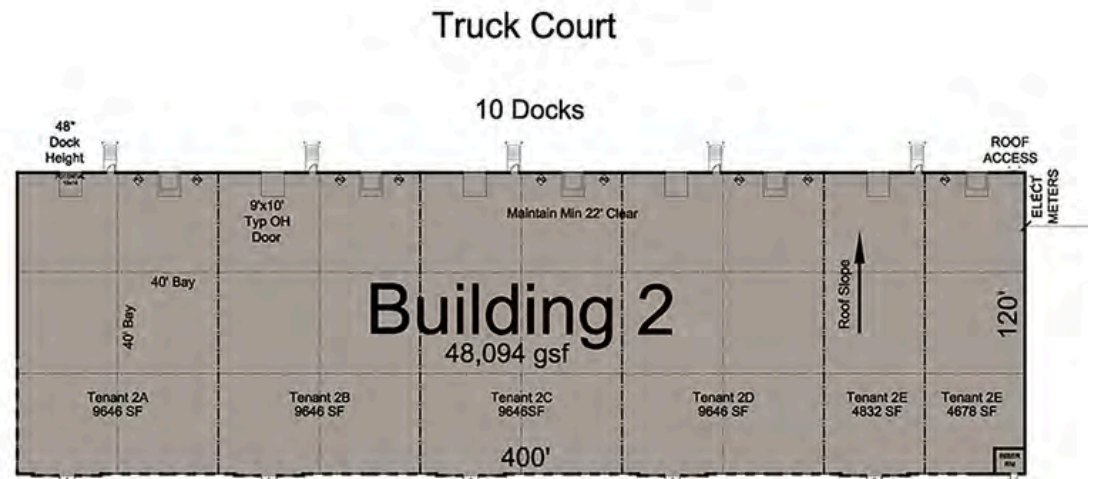 Truck Court
10 Docks
48"
Dock
Height
ROOF
ACCESS
ELECT
METERS
9'x10'
Typ OH
Door
Maintain Min 22' Clear
40' Bay
40' Bay
Roof Slope
120'
Building 2
48,094 gsf
Tenant 2A
9646 SF
Tenant 2B
9646 SF
Tenant 2C
9646SF
Tenant 2D
9646 SF
Tenant 2E
4832 SF
Tenant 2E
4678 SF
400'